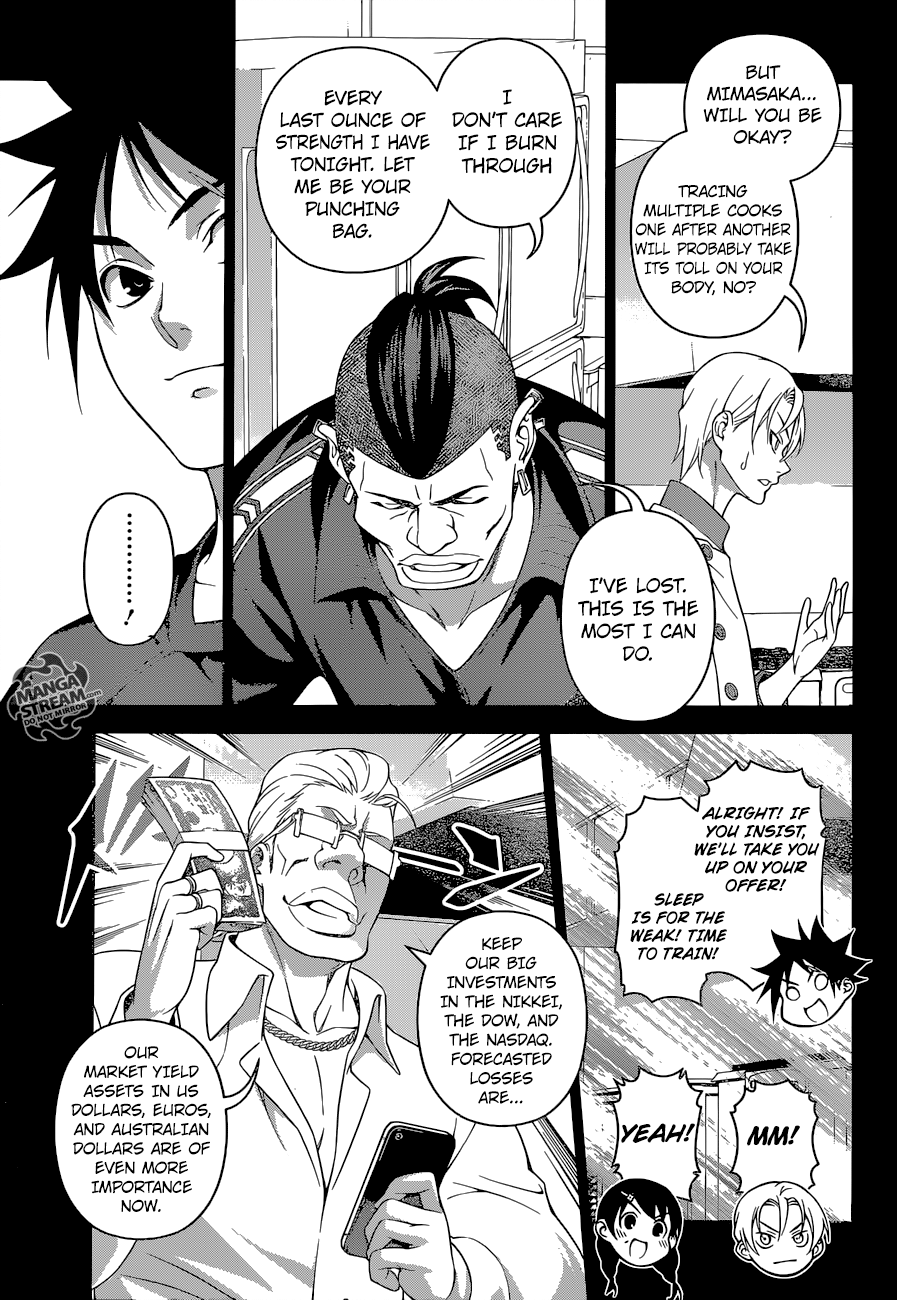 BUT
MIMASAKA...
WILL YOU BE
OKAY?
TRACING
MULTIPLE COOKS
ONE AFTER ANOTHER
WILL PROBABLY TAKE
ITS TOLL ON YOUR
BODY, NO?
I
DON'T CARE
IF I BURN
THROUGH
EVERY
LAST OUNCE OF
STRENGTH I HAVE
TONIGHT. LET
ME BE YOUR
PUNCHING
BAG.
I'VE LOST.
THIS IS THE
MOST I CAN
DO.
.........!
MANGA
STREAM.com
DO NOT MIRROR
ALRIGHT! IF
YOU INSIST,
WE'LL TAKE YOU
UP ON YOUR
OFFER!
SLEEP
IS FOR THE
WEAK! TIME
TO TRAIN!
MM!
YEAH!
KEEP
OUR BIG
INVESTMENTS
IN THE NIKKEI,
THE DOW, AND
THE NASDAQ.
FORECASTED
LOSSES
ARE...
OUR
MARKET YIELD
ASSETS IN US
DOLLARS, EUROS,
AND AUSTRALIAN
DOLLARS ARE OF
EVEN MORE
IMPORTANCE
NOW.